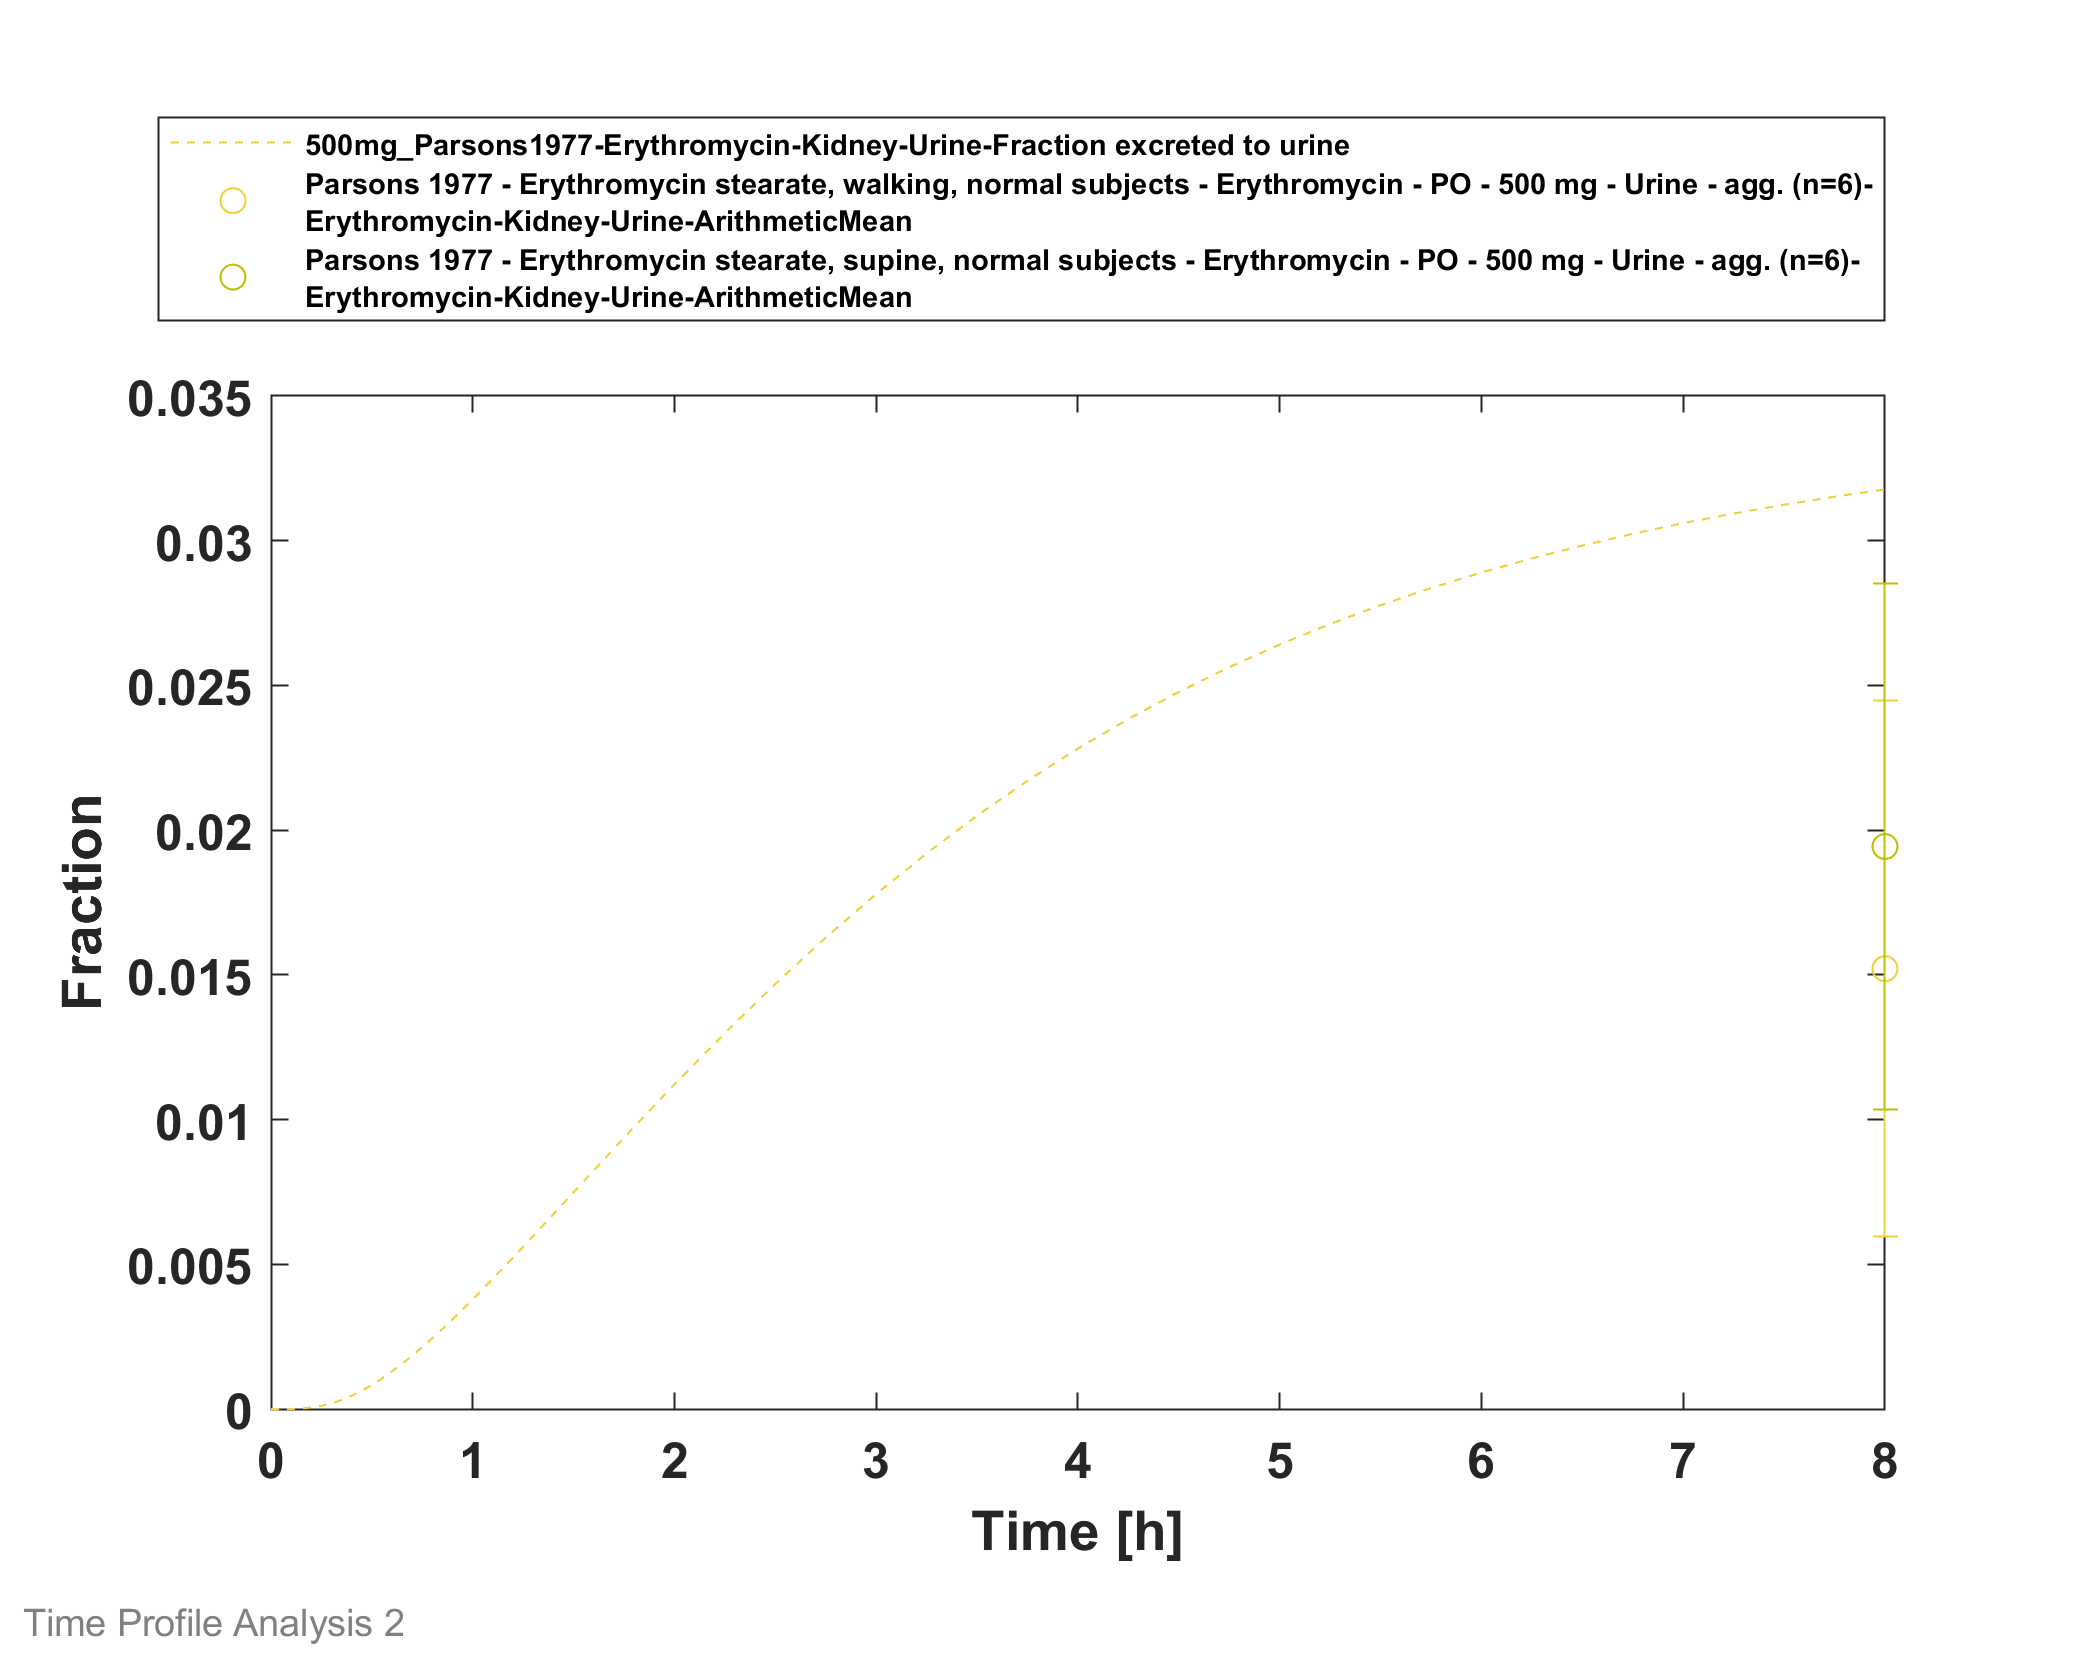 500mg_Parsons1977-Erythromycin-Kidney-Urine-Fraction excreted to urine
Parsons 1977 - Erythromycin stearate, walking, normal subjects - Erythromycin - PO - 500 mg - Urine - agg. (n=6)-
Erythromycin-Kidney-Urine-ArithmeticMean
Parsons 1977 - Erythromycin stearate, supine, normal subjects - Erythromycin - PO - 500 mg - Urine - agg. (n=6)-
Erythromycin-Kidney-Urine-ArithmeticMean
0.035
0.03
0.025
0.02
0.015
0.01
0.005
0
Fraction
0 1 2 3 4 5 6 7 8
Time [h]
Time Profile Analysis 2